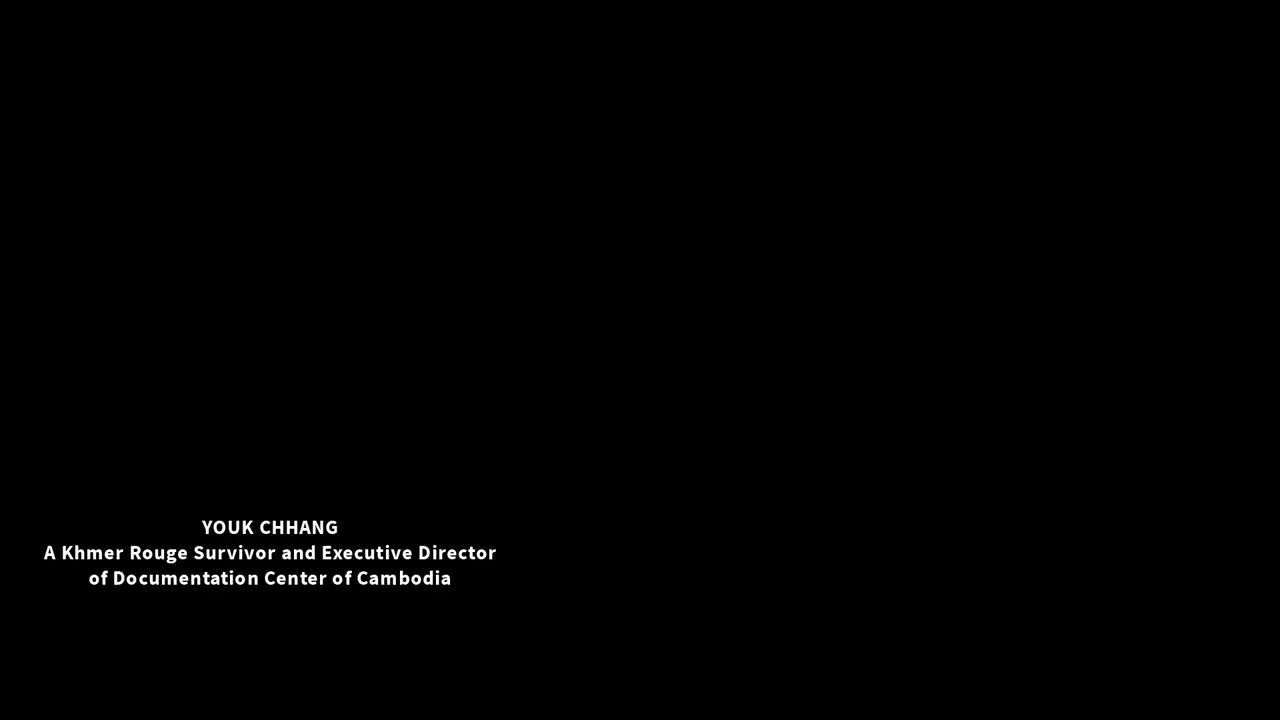 YOUK CHHANG
A Khmer Rouge Survivor and Executive Director
of Documentation Center of Cambodia